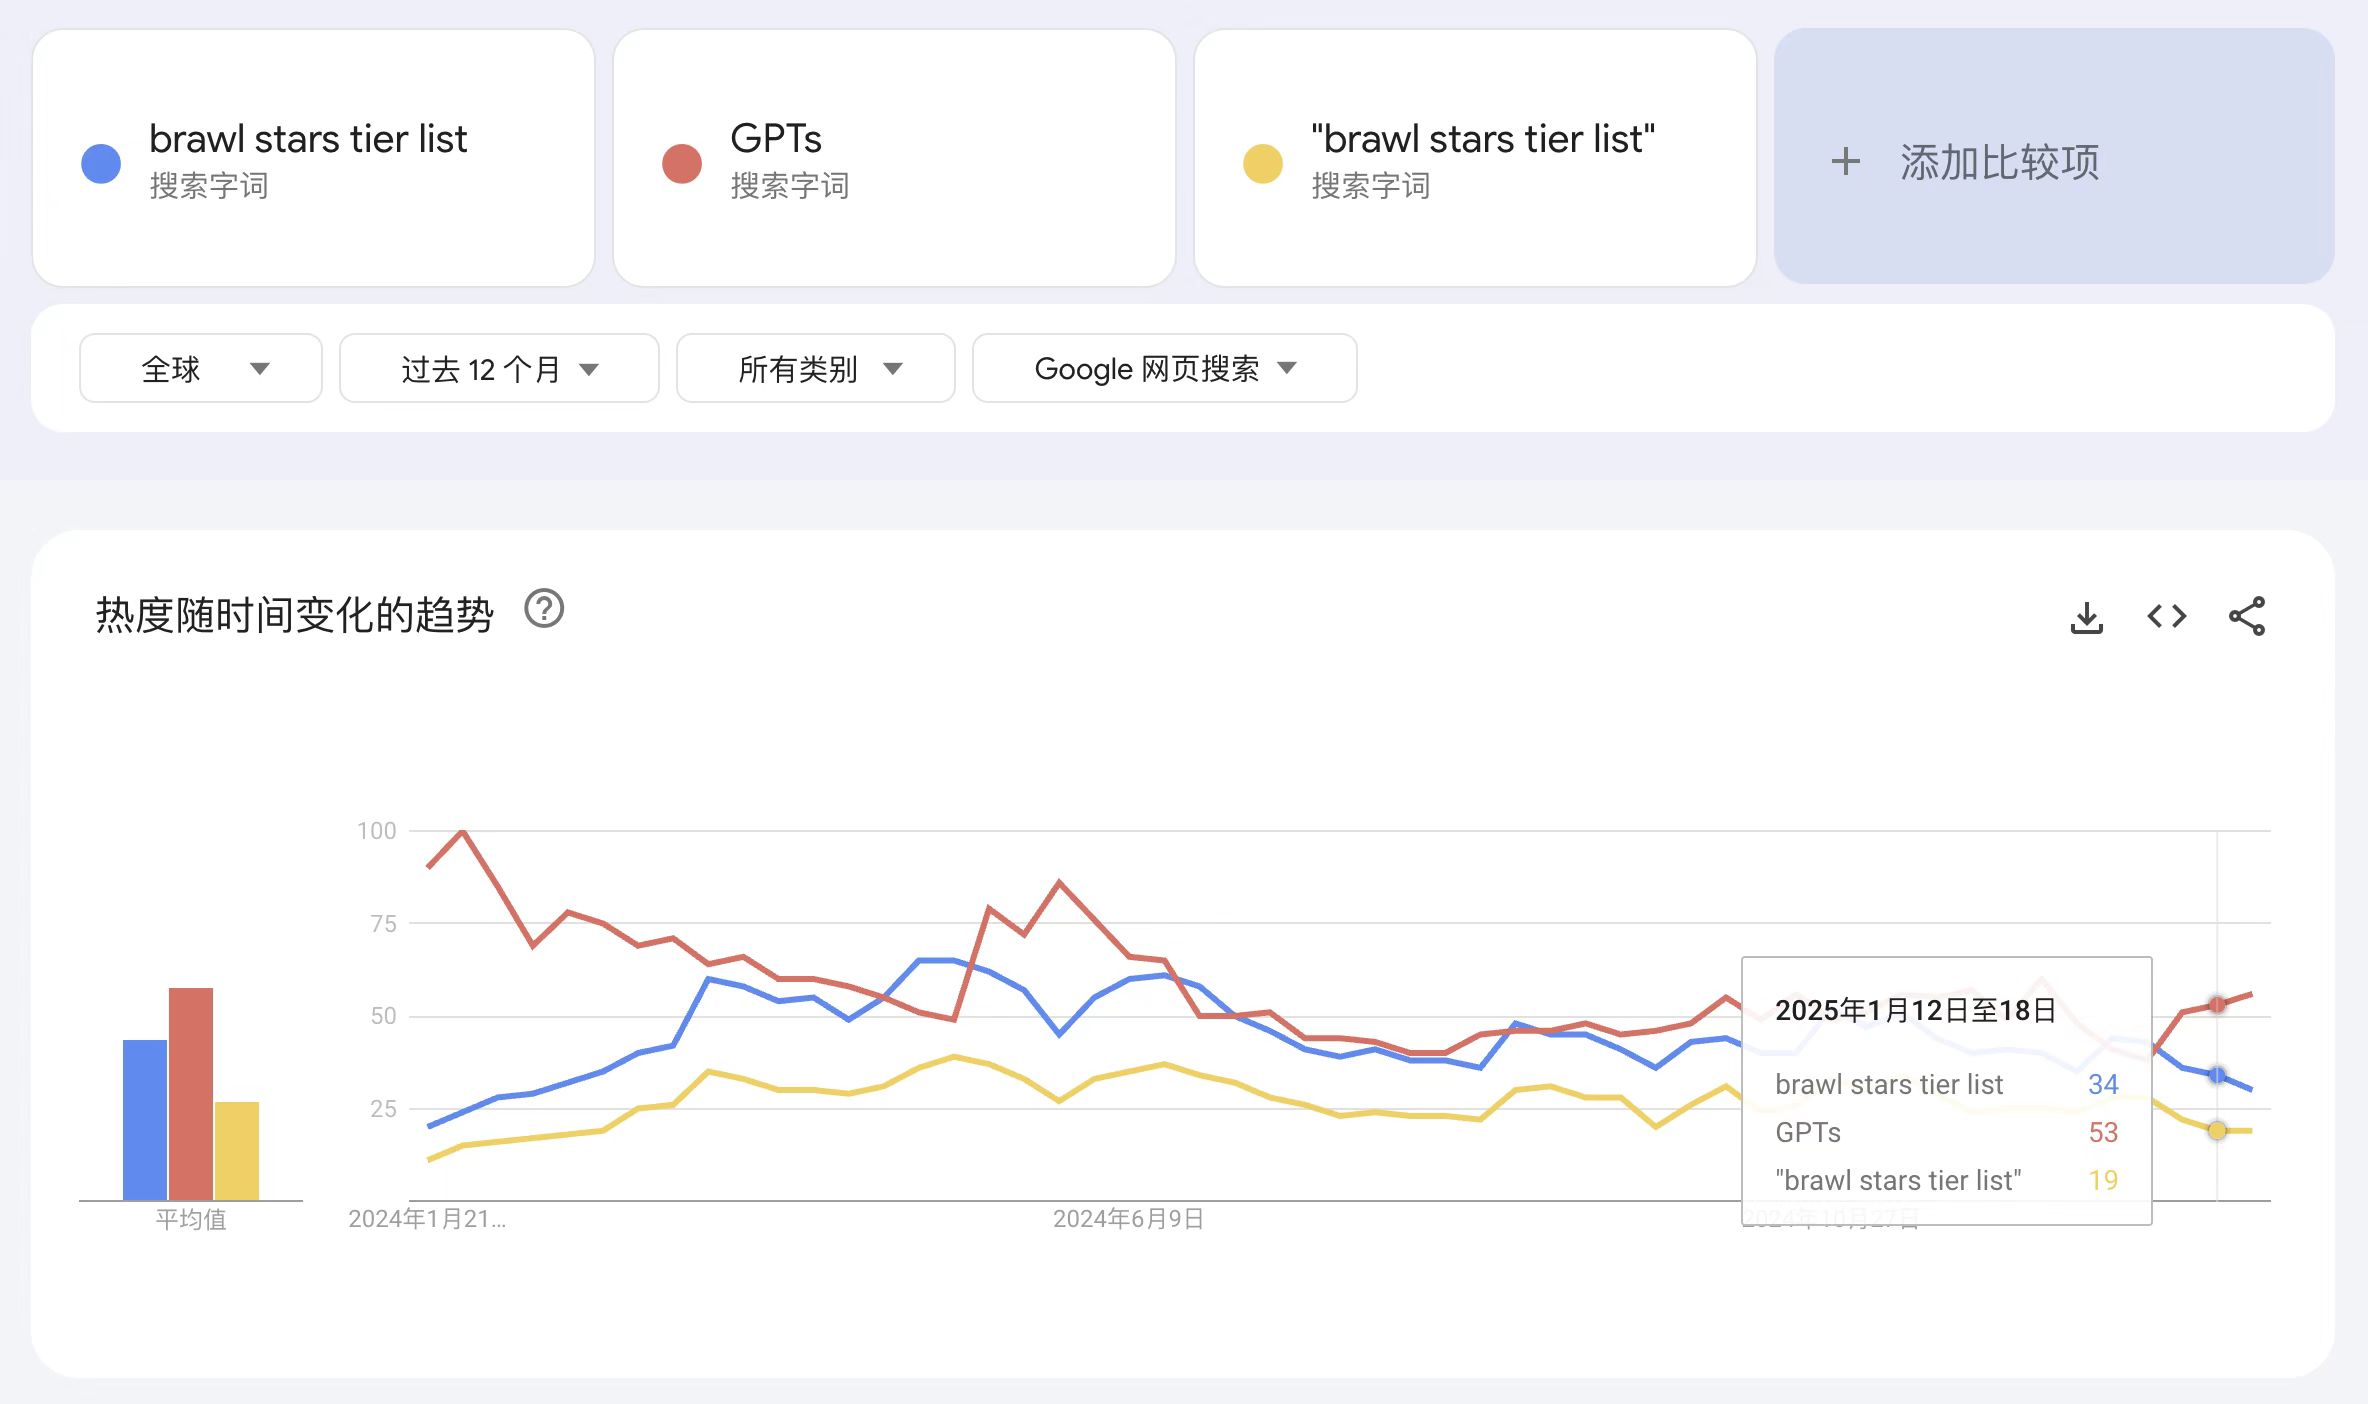 brawl stars tier list
搜索字词
GPTs
搜索字词
"brawl stars tier list"
搜索字词
+ 添加比较项
全球
过去 12 个月
所有类别
Google 网页搜索
热度随时间变化的趋势
100
75
50
25
平均值
2024年1月21...
2024年6月9日
2024年10月27日
2025年1月12日至18日
brawl stars tier list 34
GPTs 53
"brawl stars tier list" 19